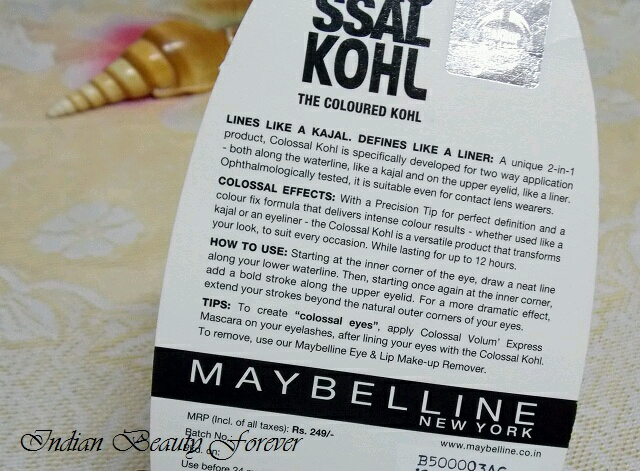 SSAL
KOHL
THE COLOURED KOHL
LINES LIKE A KAJAL. DEFINES LIKE A LINER: A unique 2-in-1
product, Colossal Kohl is specifically developed for two way application
- both along the waterline, like a kajal and on the upper eyelid, like a liner.
Ophthalmologically tested, it is suitable even for contact lens wearers.
COLOSSAL EFFECTS: With a Precision Tip for perfect definition and a
colour fix formula that delivers intense colour results - whether used like a
kajal or an eyeliner - the Colossal Kohl is a versatile product that transforms
your look, to suit every occasion. While lasting for up to 12 hours.
HOW TO USE: Starting at the inner corner of the eye, draw a neat line
along your lower waterline. Then, starting once again at the inner corner,
add a bold stroke along the upper eyelid. For a more dramatic effect,
extend your strokes beyond the natural outer corners of your eyes.
TIPS: To create "colossal eyes", apply Colossal Volum' Express
Mascara on your eyelashes, after lining your eyes with the Colossal Kohl.
To remove, use our Maybelline Eye & Lip Make-up Remover.
MAYBELLINE
NEW YORK
MRP (Incl. of all taxes): Rs. 249/-
www.maybelline.co.in
Batch No.
Indian Beauty Forever
on:
B500003AC
Use before 24